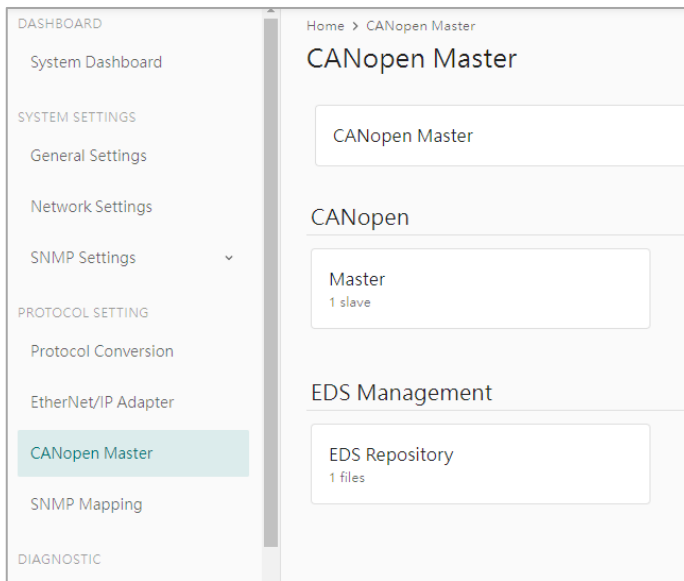 DASHBOARD
System Dashboard
SYSTEM SETTINGS
General Settings
Network Settings
SNMP Settings
PROTOCOL SETTING
Protocol Conversion
EtherNet/IP Adapter
CANopen Master
SNMP Mapping
DIAGNOSTIC
Home > CANopen Master
CANopen Master
CANopen Master
CANopen
Master
1 slave
EDS Management
EDS Repository
1 files